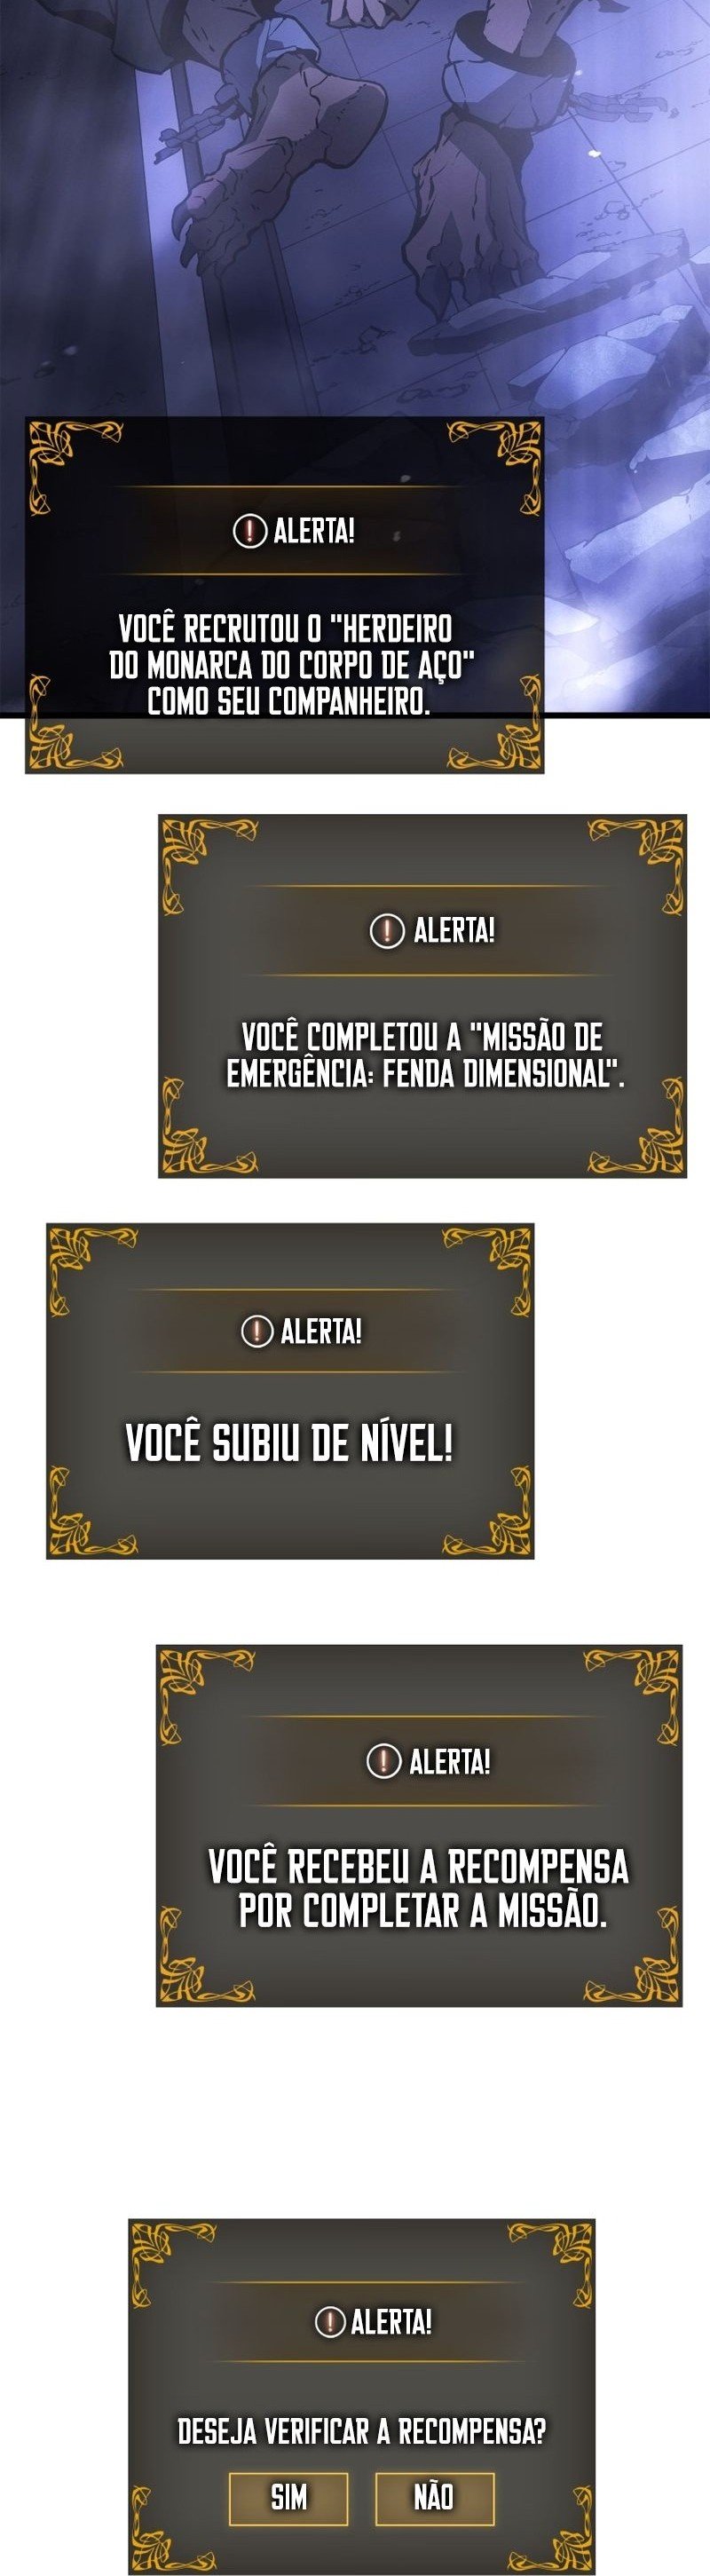 ALERTA!
VOCÊ RECRUTOU O "HERDEIRO
DO MONARCA DO CORPO DE AÇO"
COMO SEU COMPANHEIRO.
ALERTA!
VOCÊ COMPLETOU A "MISSÃO DE
EMERGÊNCIA: FENDA DIMENSIONAL".
ALERTA!
VOCÊ SUBIU DE NÍVEL!
ALERTA!
VOCÊ RECEBEU A RECOMPENSA
POR COMPLETAR A MISSÃO.
ALERTA!
DESEJA VERIFICAR A RECOMPENSA?
SIM NÃO